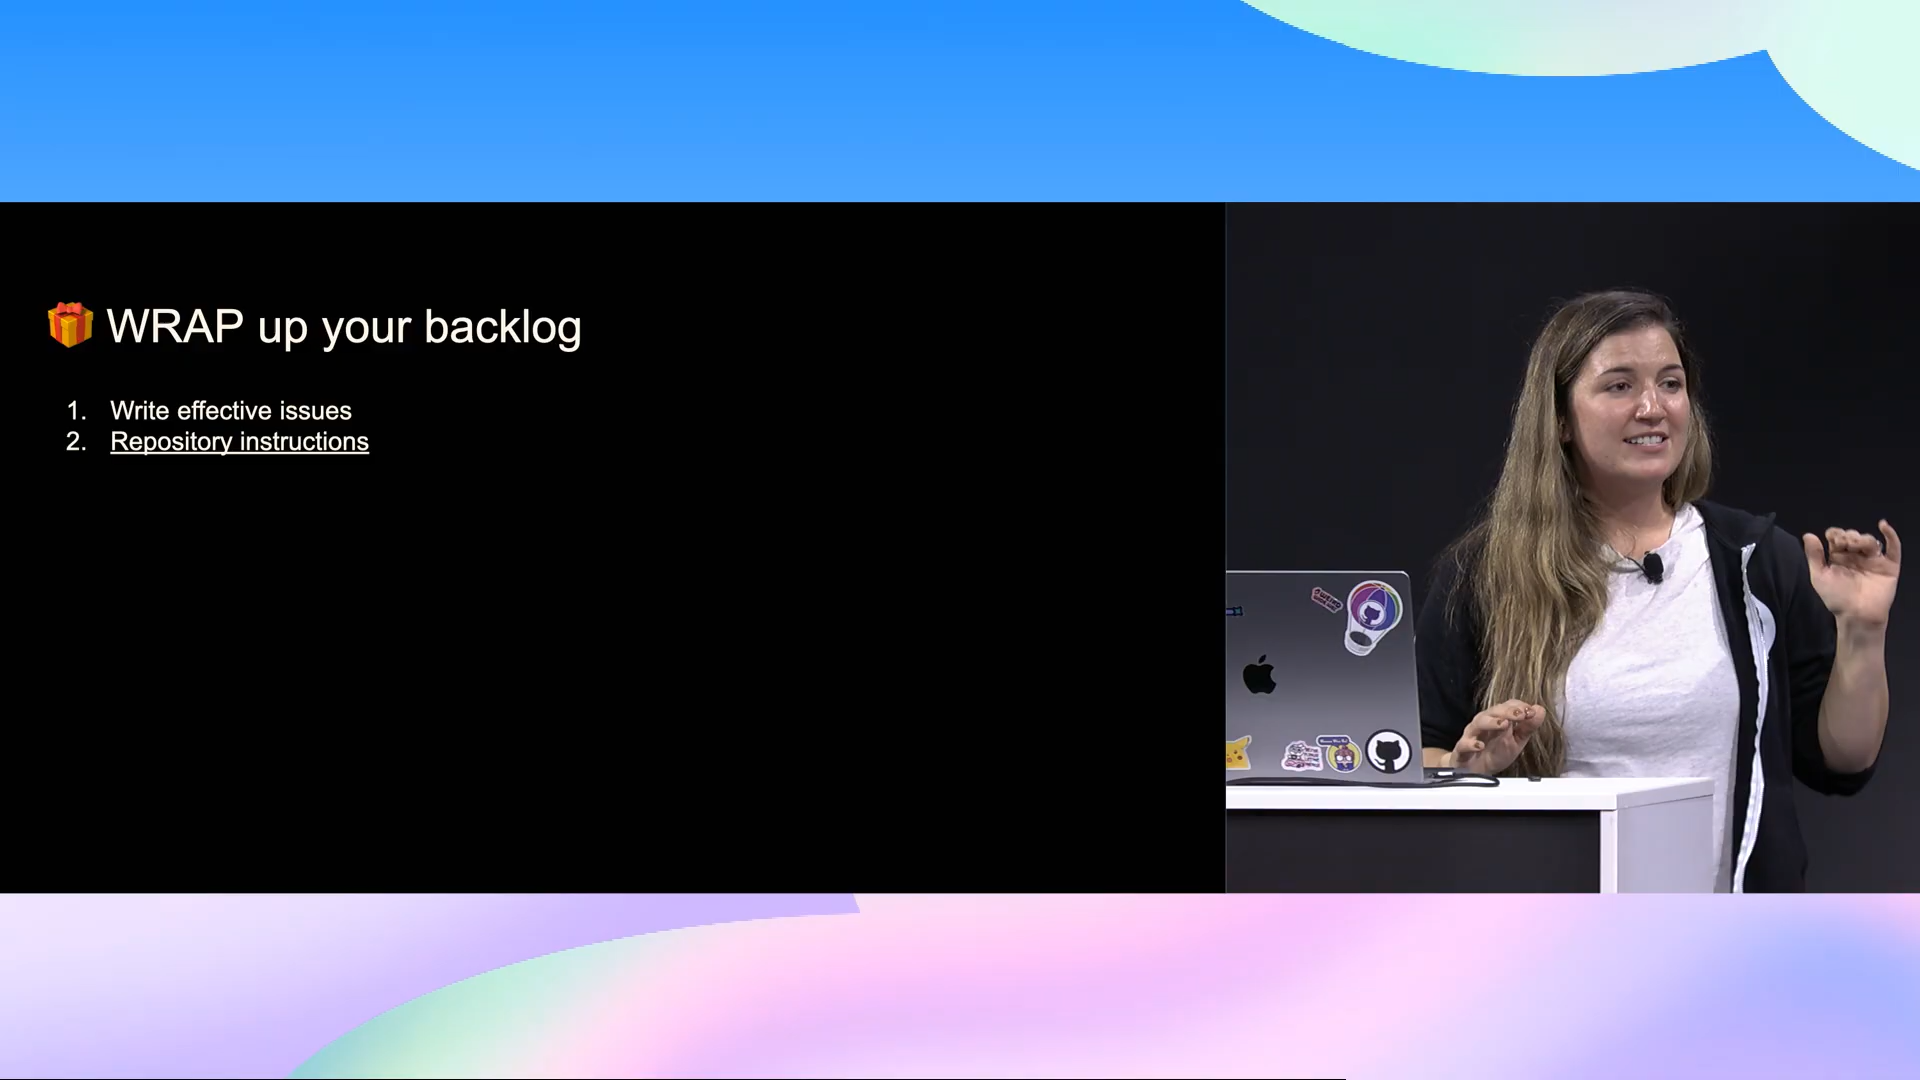 🎁 WRAP up your backlog
1. Write effective issues
2. Repository instructions